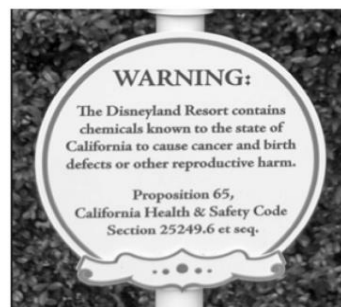 WARNING:
The Disneyland Resort contains
chemicals known to the state of
California to cause cancer and birth
defects or other reproductive harm.
Proposition 65,
California Health & Safety Code
Section 25249.6 et seq.